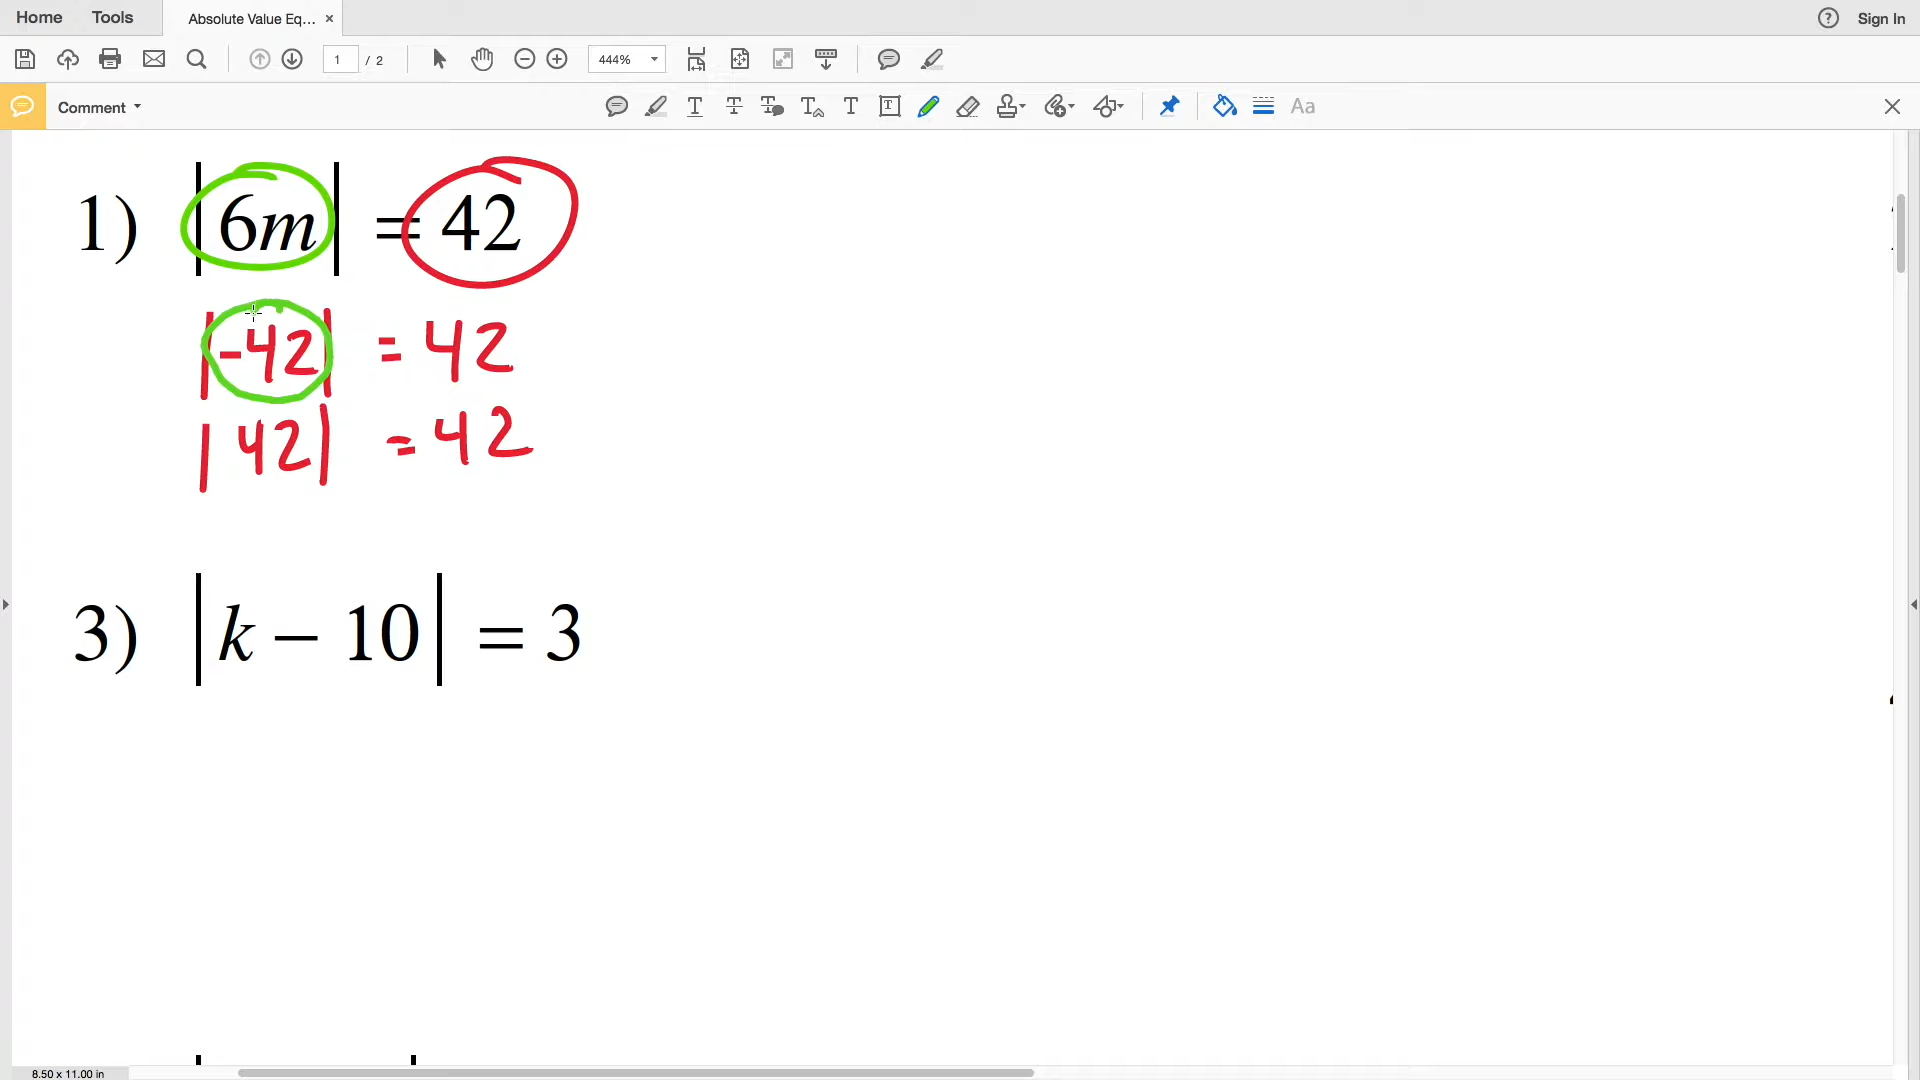 Home Tools Absolute Value Eq... × ? Sign In
1 / 2 444%
Comment T T T T T T Aa
1) |6m| = 42
|-42| = 42
|42| = 42
3) |k − 10| = 3
8.50 x 11.00 in